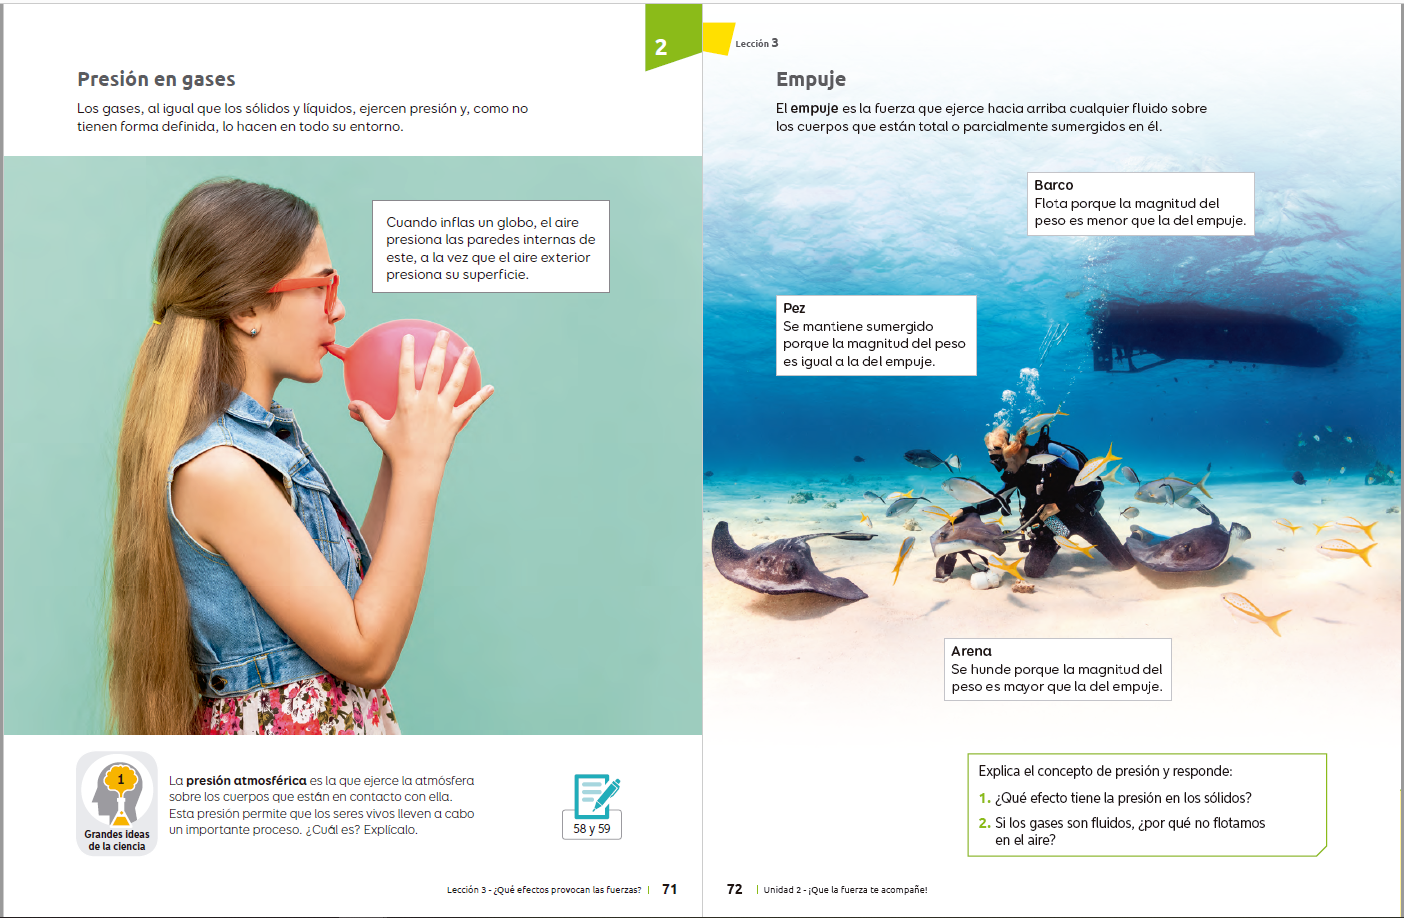 2
Presión en gases
Los gases, al igual que los sólidos y líquidos, ejercen presión y, como no
tienen forma definida, lo hacen en todo su entorno.
Cuando inflas un globo, el aire
presiona las paredes internas de
este, a la vez que el aire exterior
presiona su superficie.
1
Grandes ideas
de la ciencia
La presión atmosférica es la que ejerce la atmósfera
sobre los cuerpos que están en contacto con ella.
Esta presión permite que los seres vivos lleven a cabo
un importante proceso. ¿Cuál es? Explícalo.
58 y 59
Lección 3 - ¿Qué efectos provocan las fuerzas? | 71
Lección 3
Empuje
El empuje es la fuerza que ejerce hacia arriba cualquier fluido sobre
los cuerpos que están total o parcialmente sumergidos en él.
Barco
Flota porque la magnitud del
peso es menor que la del empuje.
Pez
Se mantiene sumergido
porque la magnitud del peso
es igual a la del empuje.
Arena
Se hunde porque la magnitud del
peso es mayor que la del empuje.
Explica el concepto de presión y responde:
1. ¿Qué efecto tiene la presión en los sólidos?
2. Si los gases son fluidos, ¿por qué no flotamos
en el aire?
72 | Unidad 2 - ¡Que la fuerza te acompañe!